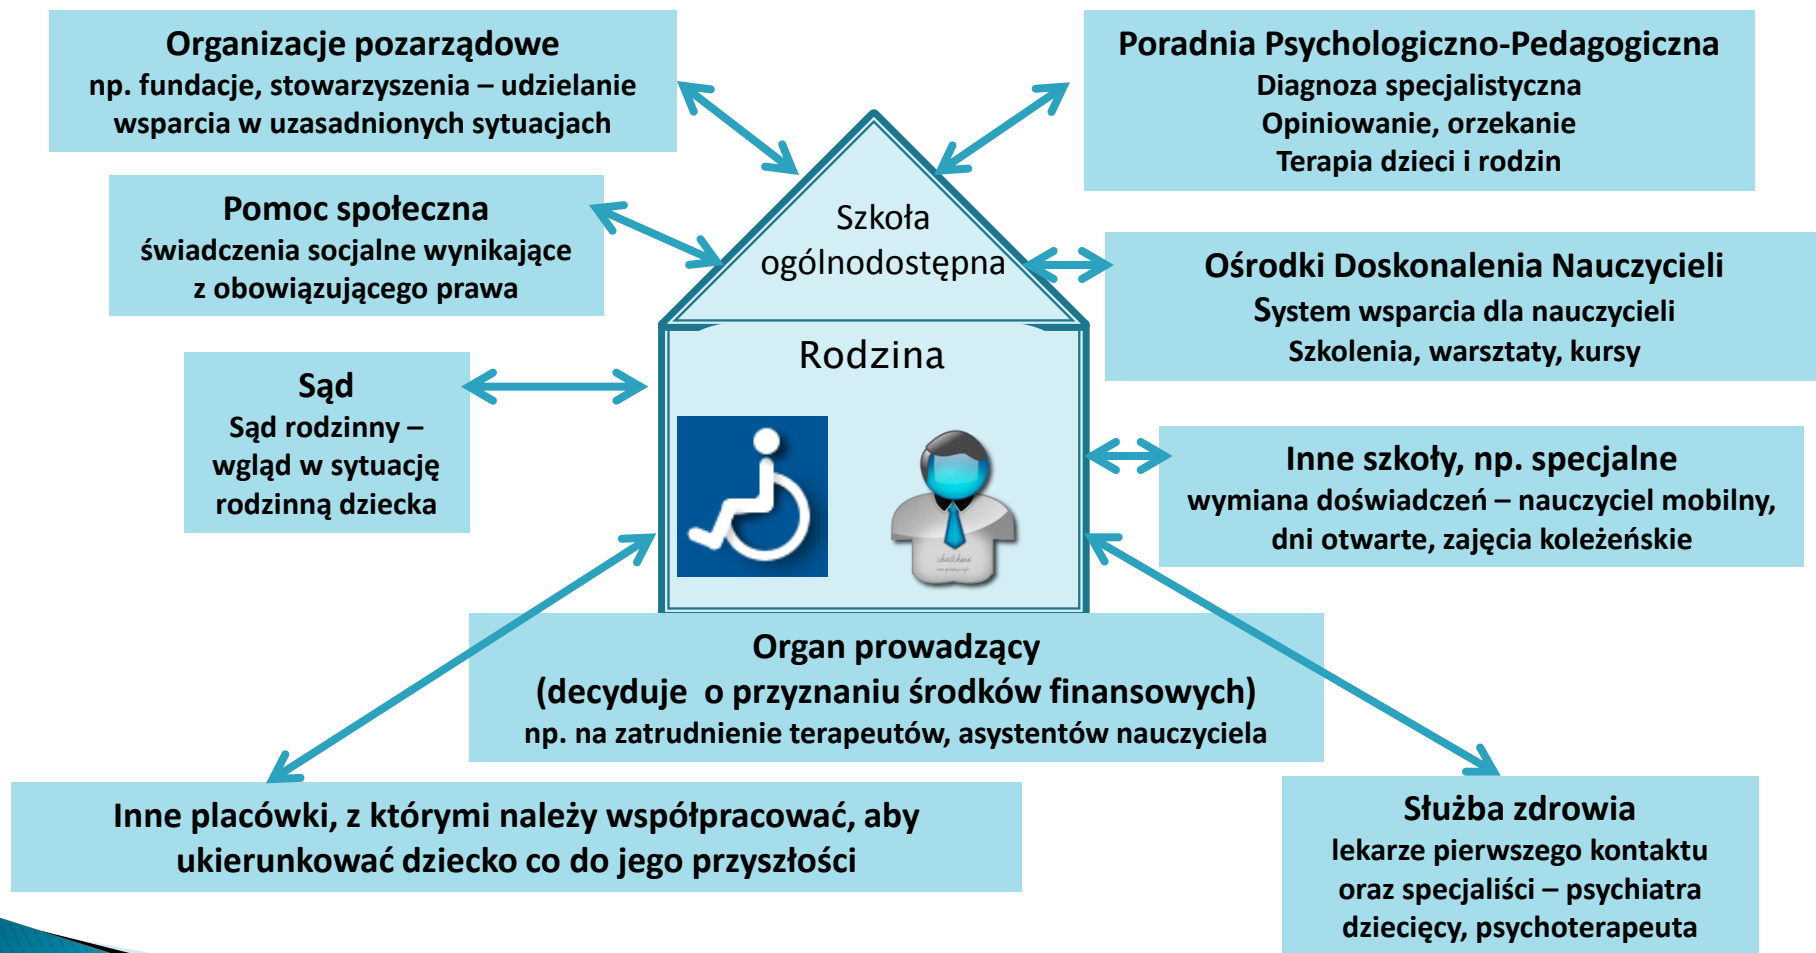 Organizacje pozarządowe
np. fundacje, stowarzyszenia – udzielanie
wsparcia w uzasadnionych sytuacjach
Poradnia Psychologiczno-Pedagogiczna
Diagnoza specjalistyczna
Opiniowanie, orzekanie
Terapia dzieci i rodzin
Pomoc społeczna
świadczenia socjalne wynikające
z obowiązującego prawa
Szkoła
ogólnodostępna
Ośrodki Doskonalenia Nauczycieli
System wsparcia dla nauczycieli
Szkolenia, warsztaty, kursy
Sąd
Sąd rodzinny –
wgląd w sytuację
rodzinną dziecka
Rodzina
Inne szkoły, np. specjalne
wymiana doświadczeń – nauczyciel mobilny,
dni otwarte, zajęcia koleżeńskie
Organ prowadzący
(decyduje  o przyznaniu środków finansowych)
np. na zatrudnienie terapeutów, asystentów nauczyciela
Inne placówki, z którymi należy współpracować, aby
ukierunkować dziecko co do jego przyszłości
Służba zdrowia
lekarze pierwszego kontaktu
oraz specjaliści – psychiatra
dziecięcy, psychoterapeuta